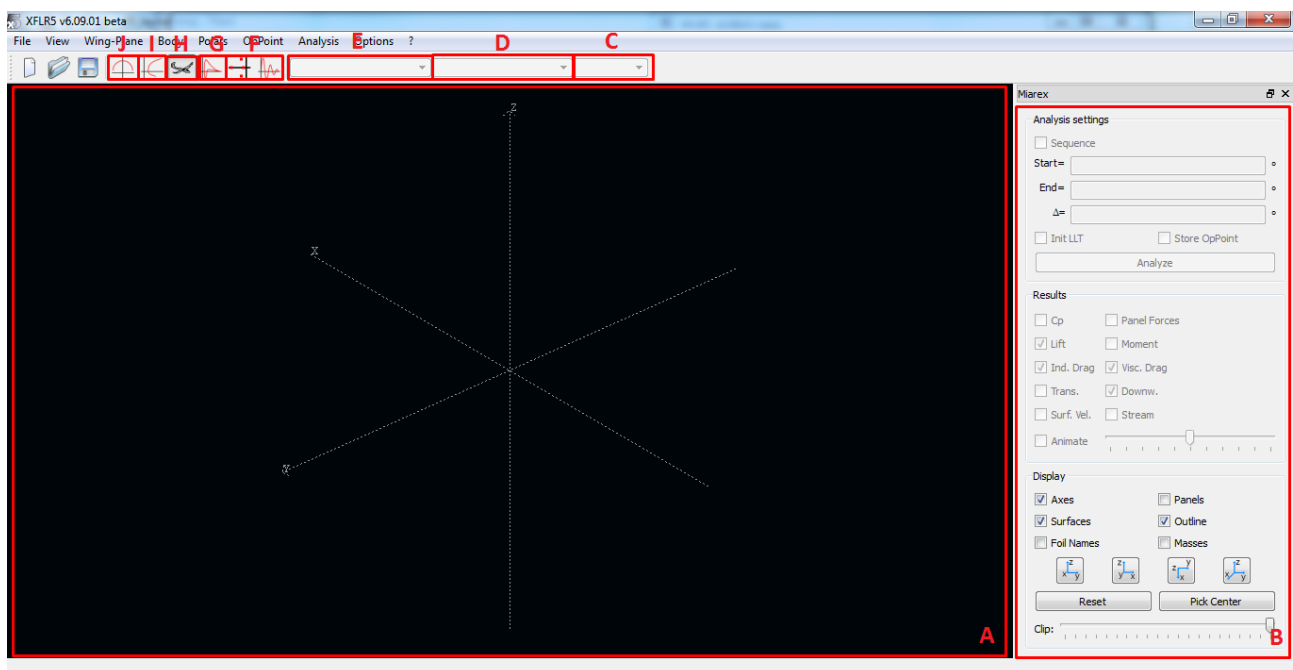 XFLR5 v6.09.01 beta
File View Wing-Plane Body Polars OpPoint Analysis Options ?
J I H G F E D C
Miarex
Z
X
Y
A
Analysis settings
Sequence
Start= °
End= °
Δ= °
Init LLT Store OpPoint
Analyze
Results
Cp Panel Forces
Lift Moment
Ind. Drag Visc. Drag
Trans. Downw.
Surf. Vel. Stream
Animate
Display
Axes Panels
Surfaces Outline
Foil Names Masses
z x y z y x z y x z x y
Reset Pick Center
Clip:
B